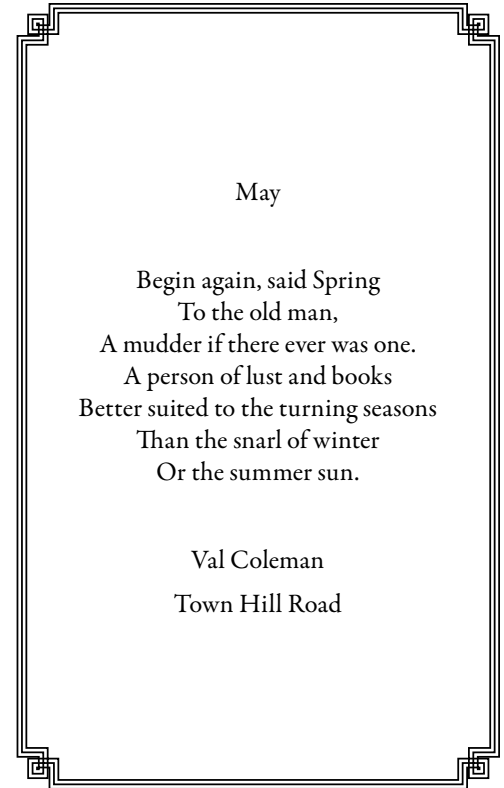 May
Begin again, said Spring
To the old man,
A mudder if there ever was one.
A person of lust and books
Better suited to the turning seasons
Than the snarl of winter
Or the summer sun.
Val Coleman
Town Hill Road